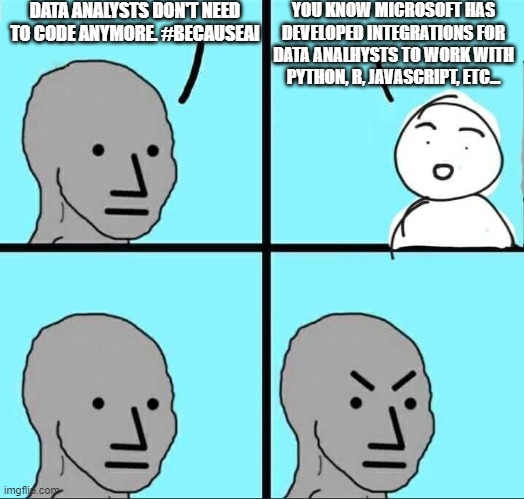 DATA ANALYSTS DON'T NEED
TO CODE ANYMORE. #BECAUSEAI
YOU KNOW MICROSOFT HAS
DEVELOPED INTEGRATIONS FOR
DATA ANALHYSTS TO WORK WITH
PYTHON, R, JAVASCRIPT, ETC...
imgflip.com